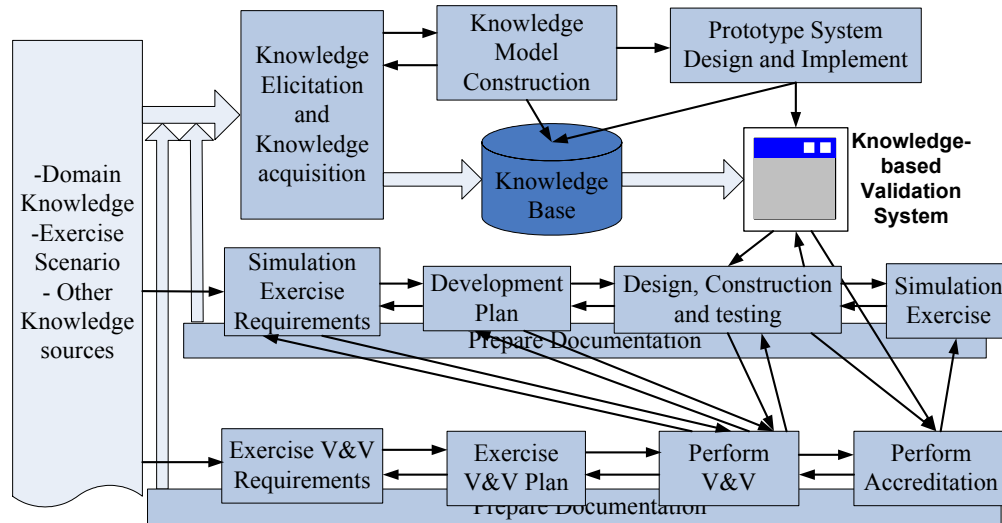 -Domain
Knowledge
-Exercise
Scenario
- Other
Knowledge
sources
Knowledge
Elicitation
and
Knowledge
acquisition
Knowledge
Model
Construction
Prototype System
Design and Implement
Knowledge
Base
Knowledge-
based
Validation
System
Simulation
Exercise
Requirements
Development
Plan
Design, Construction
and testing
Simulation
Exercise
Prepare Documentation
Exercise V&V
Requirements
Exercise
V&V Plan
Perform
V&V
Perform
Accreditation
Prepare Documentation